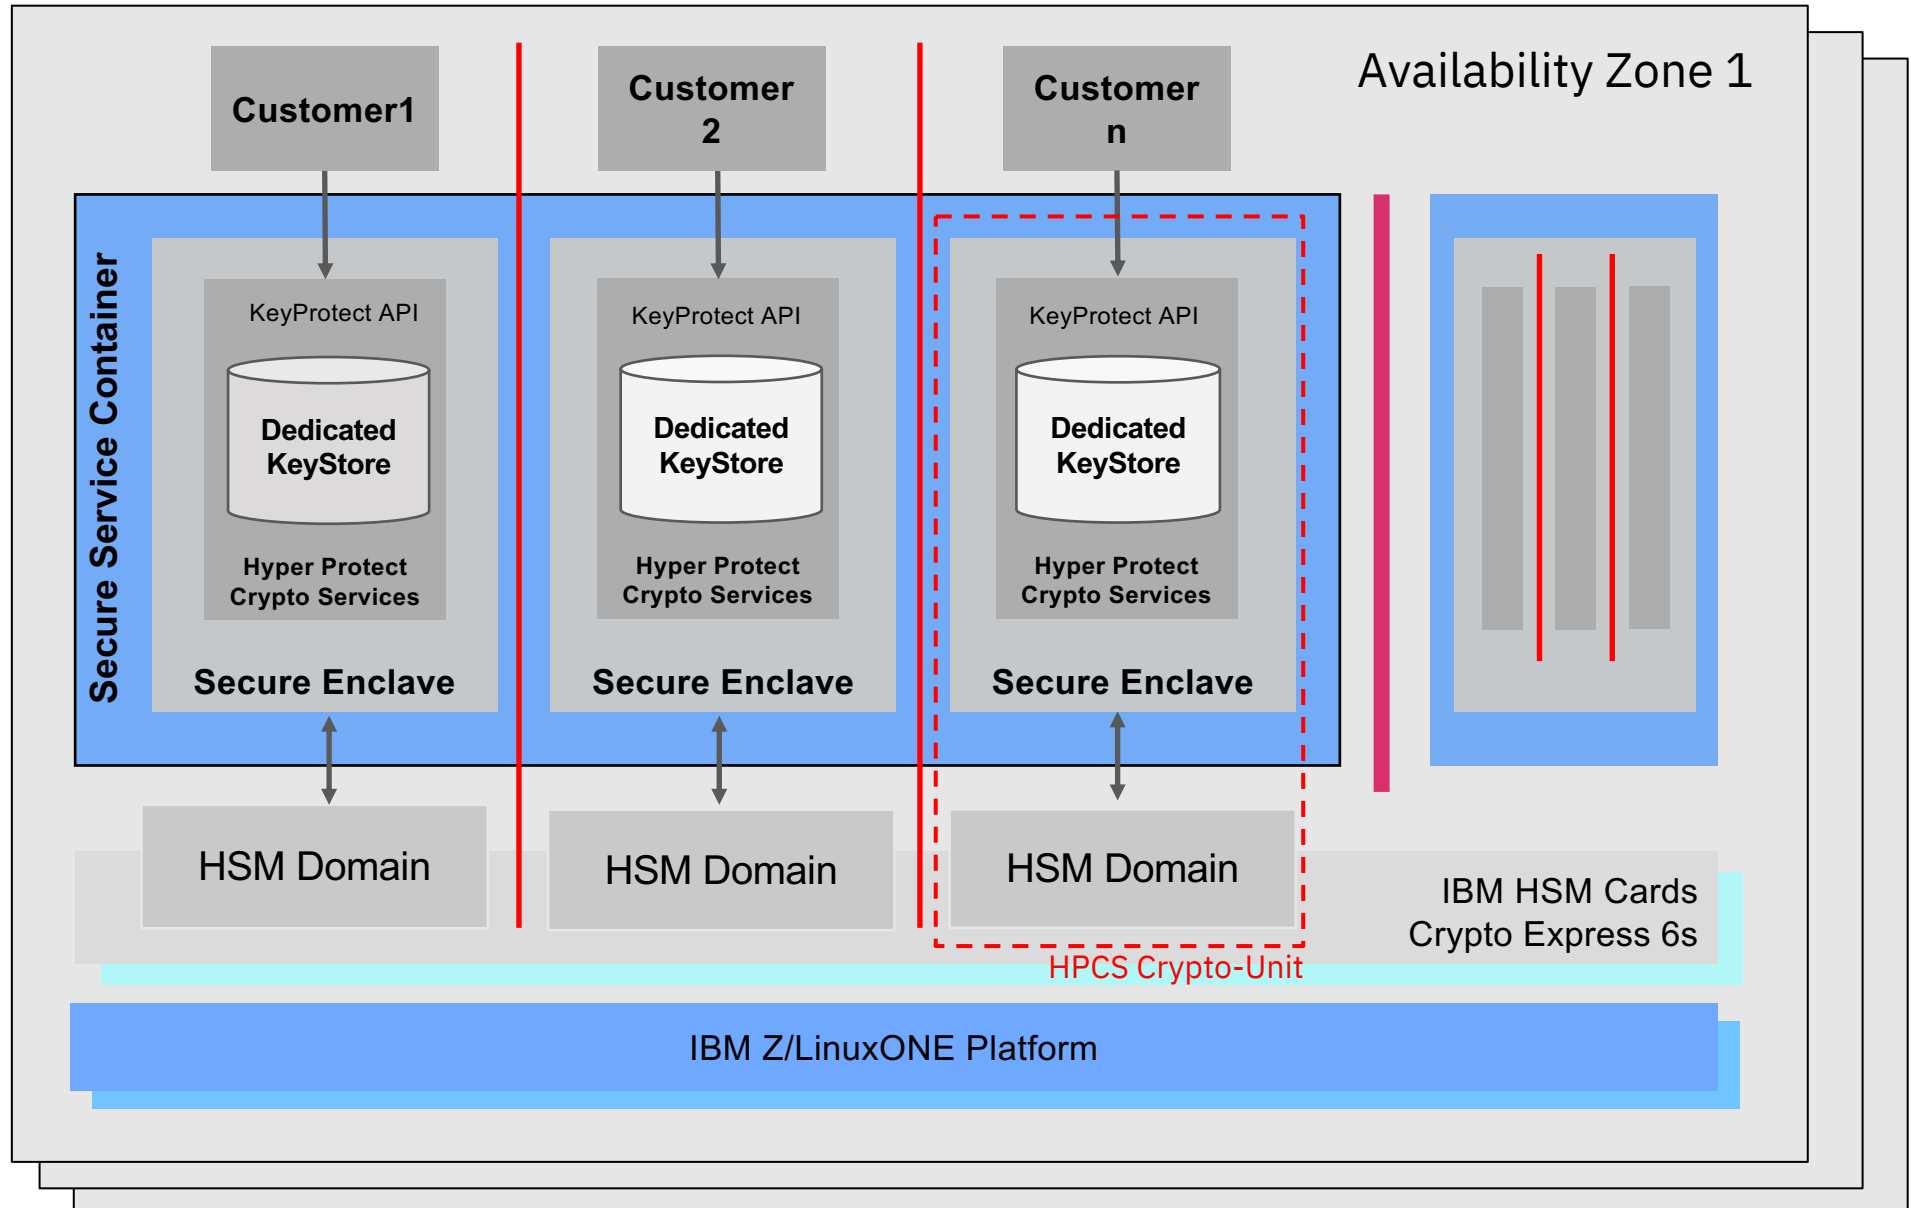 Availability Zone 1
Customer1
Customer
2
Customer
n
Secure Service Container
KeyProtect API
Dedicated
KeyStore
Hyper Protect
Crypto Services
Secure Enclave
KeyProtect API
Dedicated
KeyStore
Hyper Protect
Crypto Services
Secure Enclave
KeyProtect API
Dedicated
KeyStore
Hyper Protect
Crypto Services
Secure Enclave
HSM Domain
HSM Domain
HSM Domain
IBM HSM Cards
Crypto Express 6s
HPCS Crypto-Unit
IBM Z/LinuxONE Platform